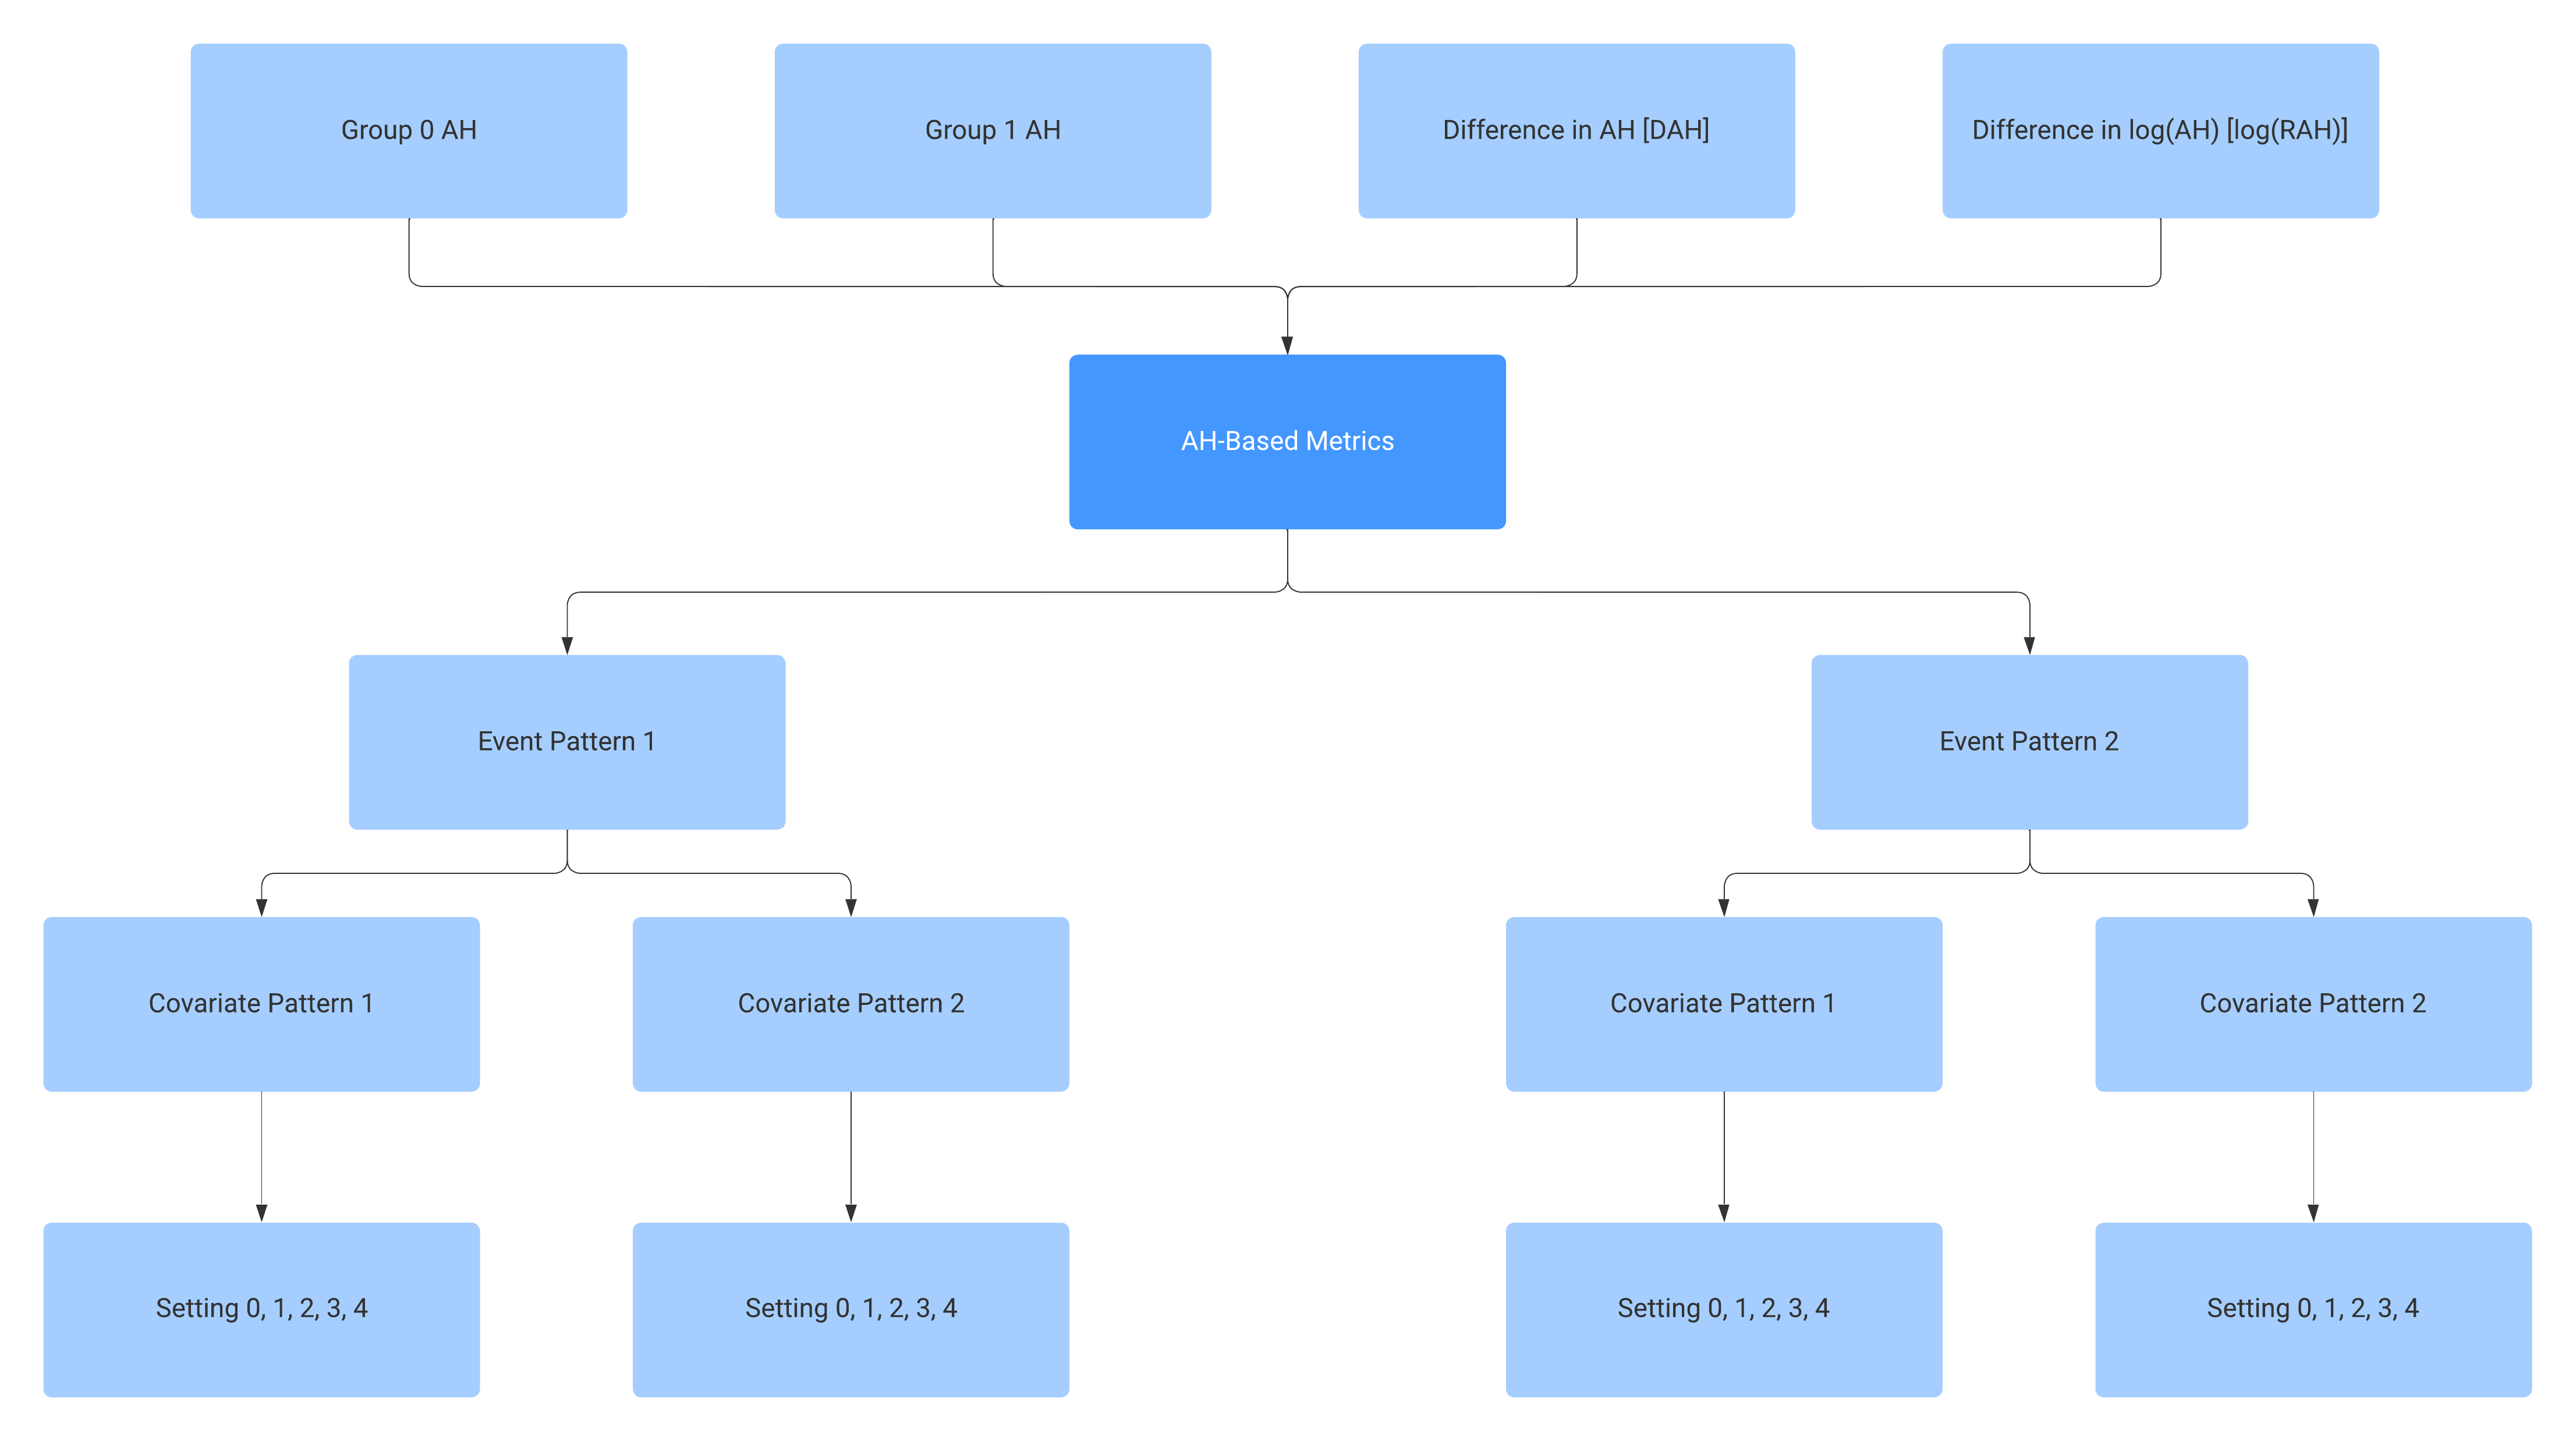 Group 0 AH
Group 1 AH
Difference in AH [DAH]
Difference in log(AH) [log(RAH)]
AH-Based Metrics
Event Pattern 1
Event Pattern 2
Covariate Pattern 1
Covariate Pattern 2
Covariate Pattern 1
Covariate Pattern 2
Setting 0, 1, 2, 3, 4
Setting 0, 1, 2, 3, 4
Setting 0, 1, 2, 3, 4
Setting 0, 1, 2, 3, 4